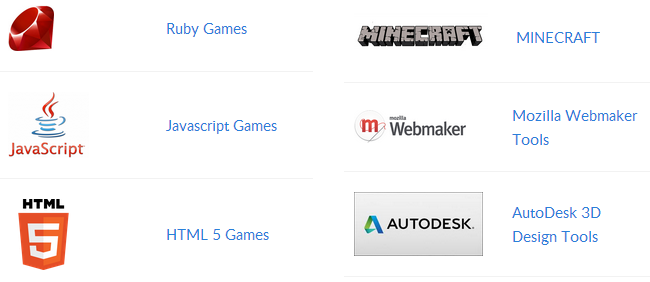 Ruby Games
JavaScript
Javascript Games
HTML
5
HTML 5 Games
MINECRAFT
MINECRAFT
m
mozilla
Webmaker
Mozilla Webmaker
Tools
AUTODESK.
AutoDesk 3D
Design Tools